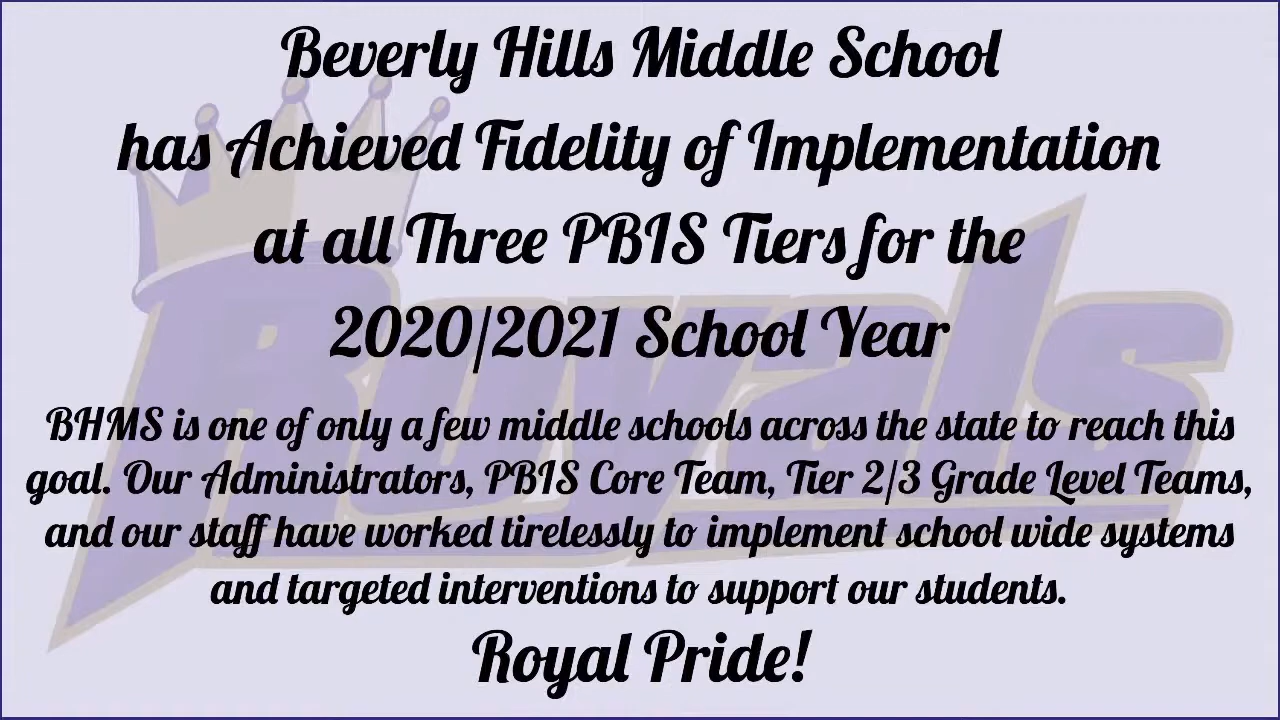 Beverly Hills Middle School
has Achieved Fidelity of Implementation
at all Three PBIS Tiers for the
2020/2021 School Year
BHMS is one of only a few middle schools across the state to reach this
goal. Our Administrators, PBIS Core Team, Tier 2/3 Grade Level Teams,
and our staff have worked tirelessly to implement school wide systems
and targeted interventions to support our students.
Royal Pride!
Royals